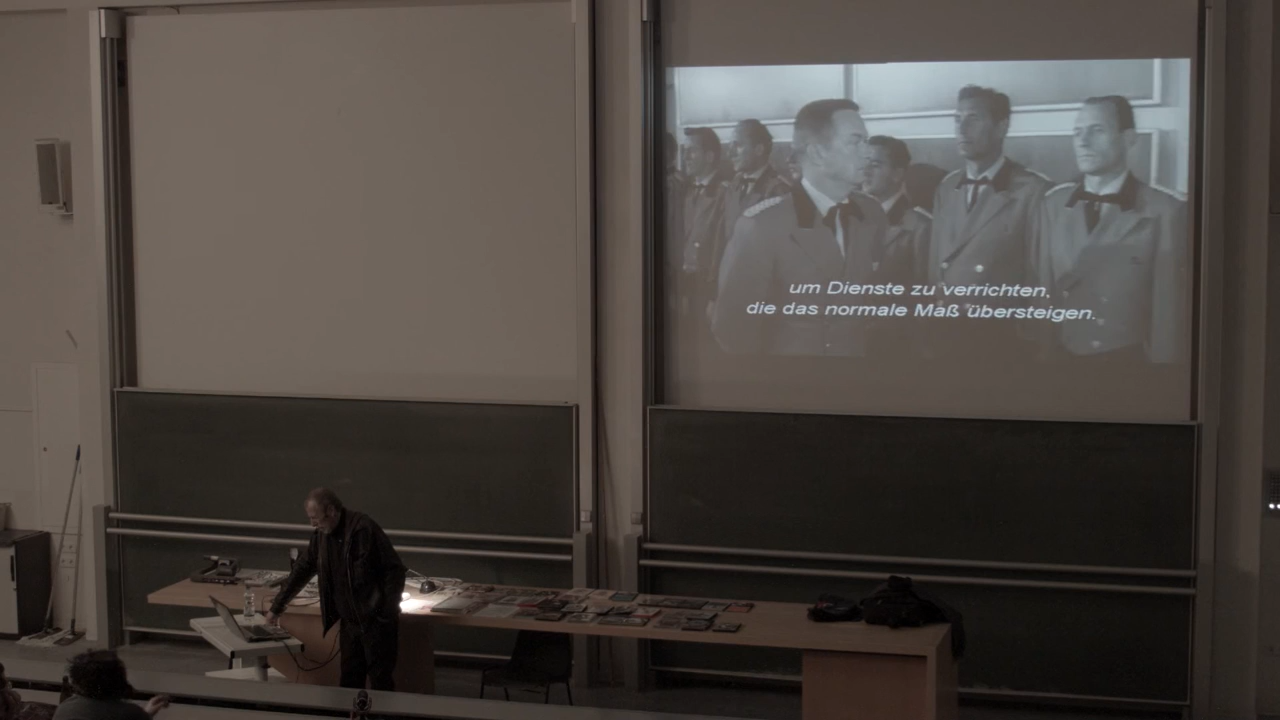 um Dienste zu verrichten,
die das normale Maß übersteigen.